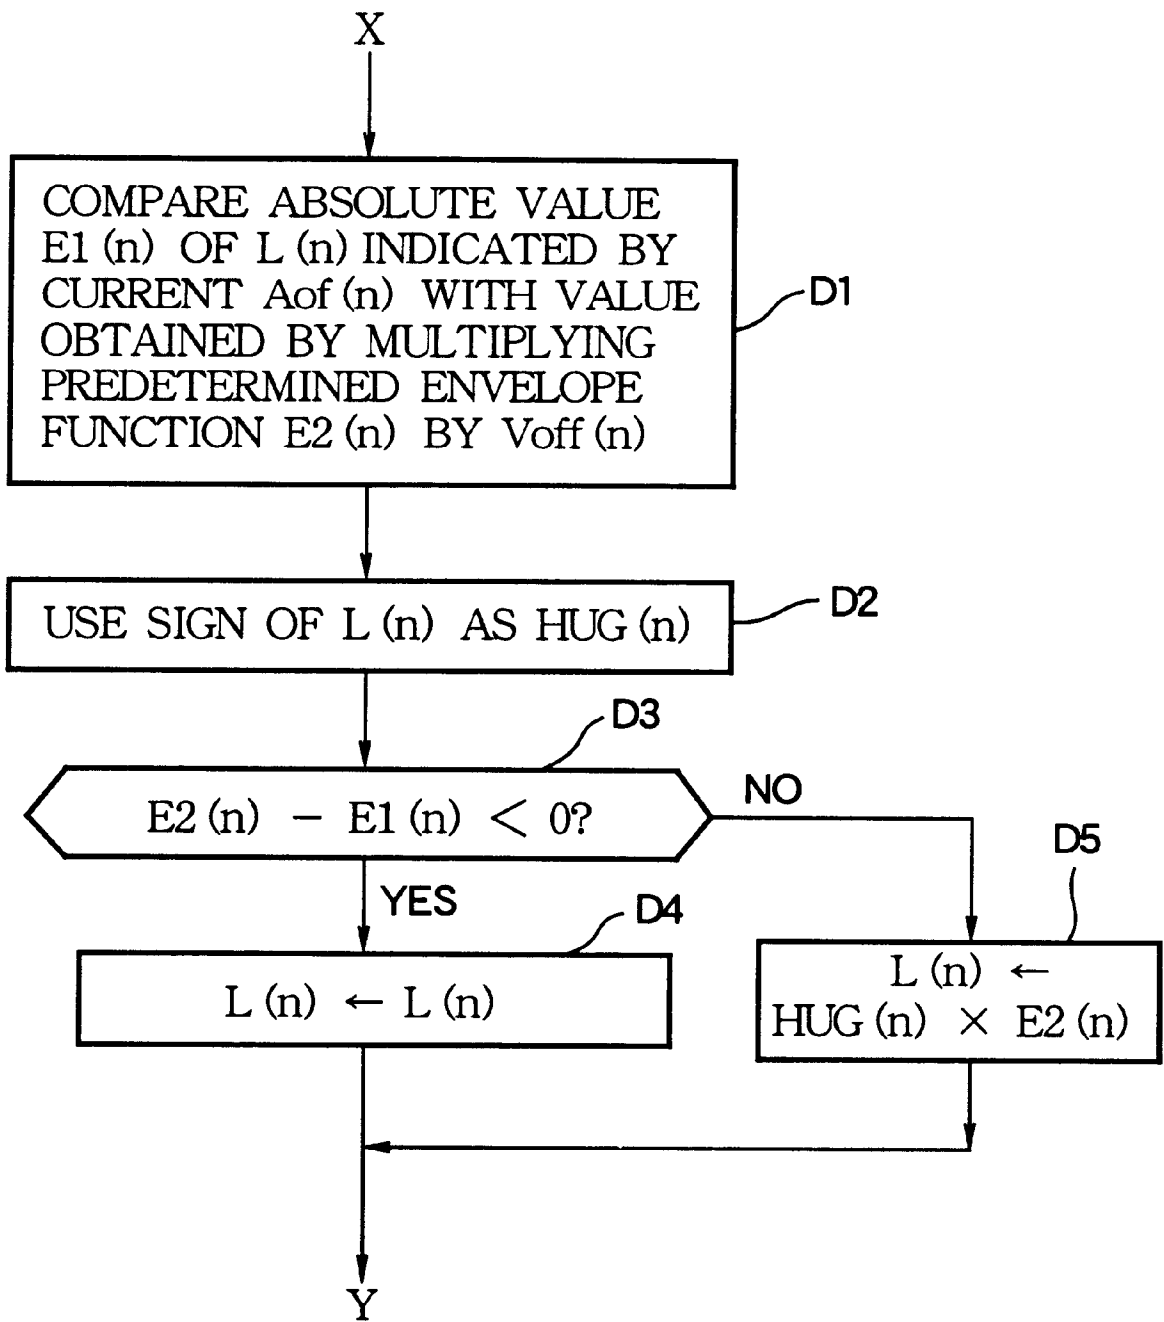 X
COMPARE ABSOLUTE VALUE
E1(n) OF L(n) INDICATED BY
CURRENT Aof(n) WITH VALUE
OBTAINED BY MULTIPLYING
PREDETERMINED ENVELOPE
FUNCTION E2(n) BY Voff(n)
D1
USE SIGN OF L(n) AS HUG(n)
D2
D3
E2(n) − E1(n) < 0?
NO
YES
D4
D5
L(n) ← L(n)
L(n) ←
HUG(n) × E2(n)
Y